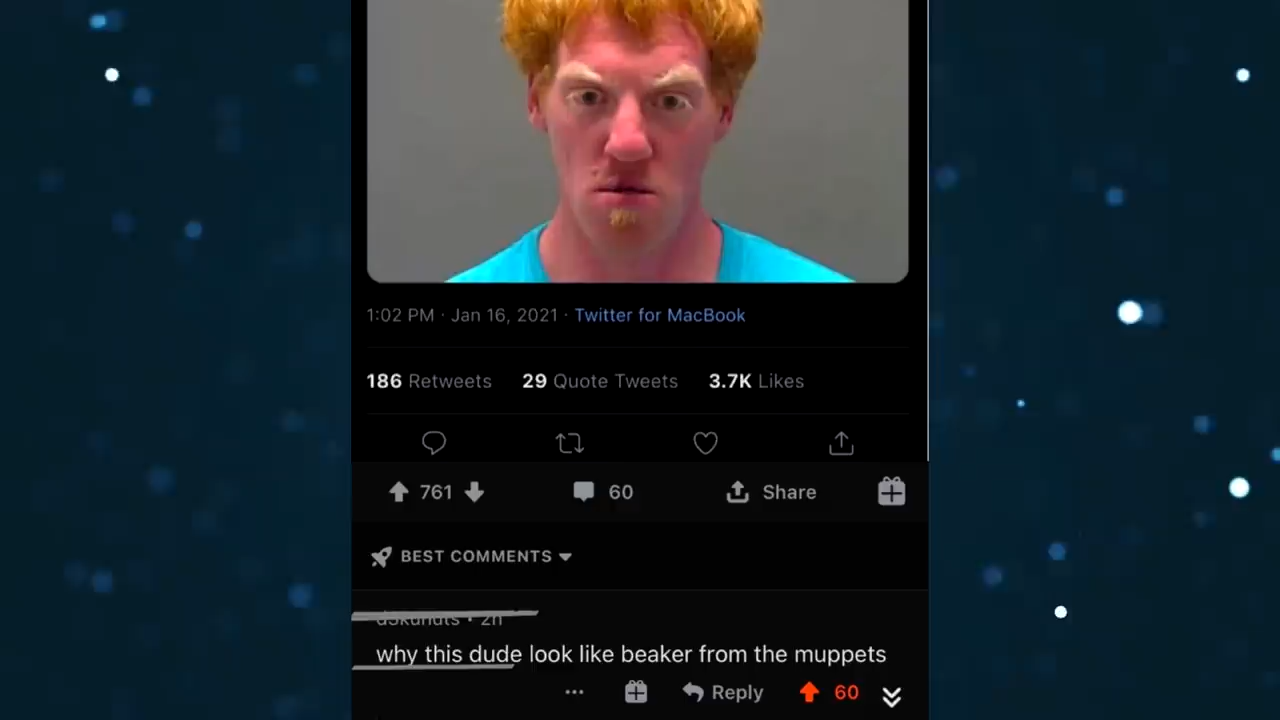 1:02 PM · Jan 16, 2021 · Twitter for MacBook
186 Retweets 29 Quote Tweets 3.7K Likes
761 60 Share
BEST COMMENTS
2h
why this dude look like beaker from the muppets
... Reply 60